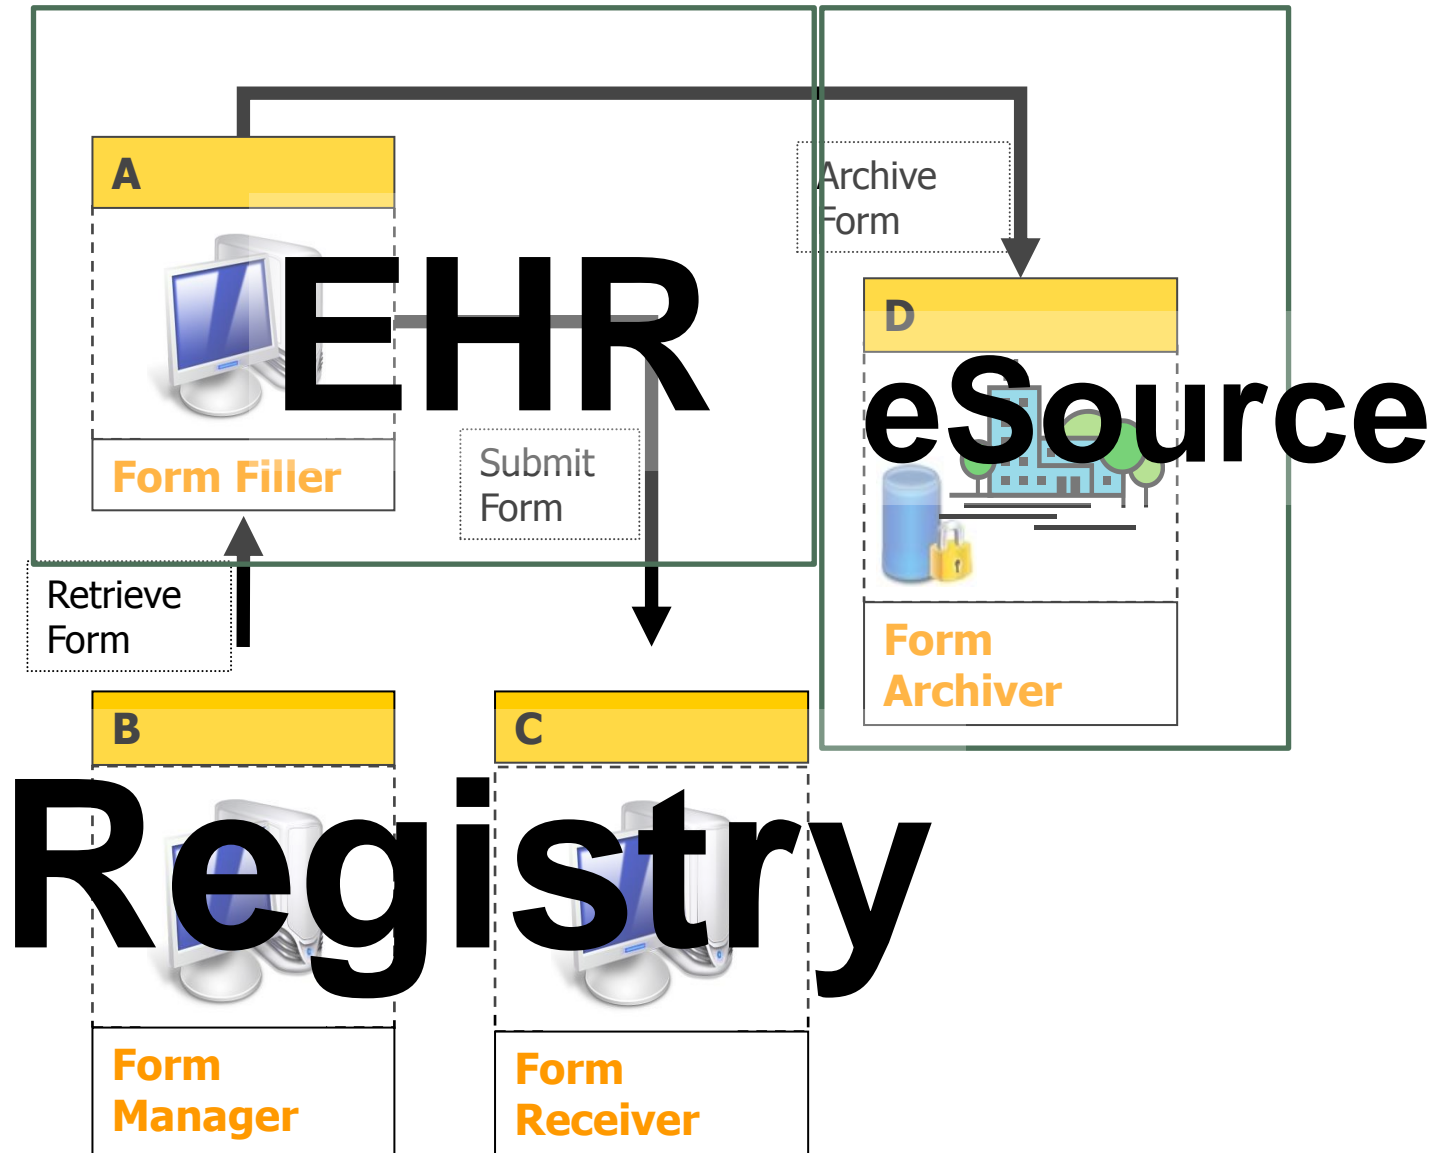 A
Archive
Form
EHR
D
eSource
Submit
Form
Form Filler
Retrieve
Form
Form
Archiver
B
C
Registry
Form
Manager
Form
Receiver